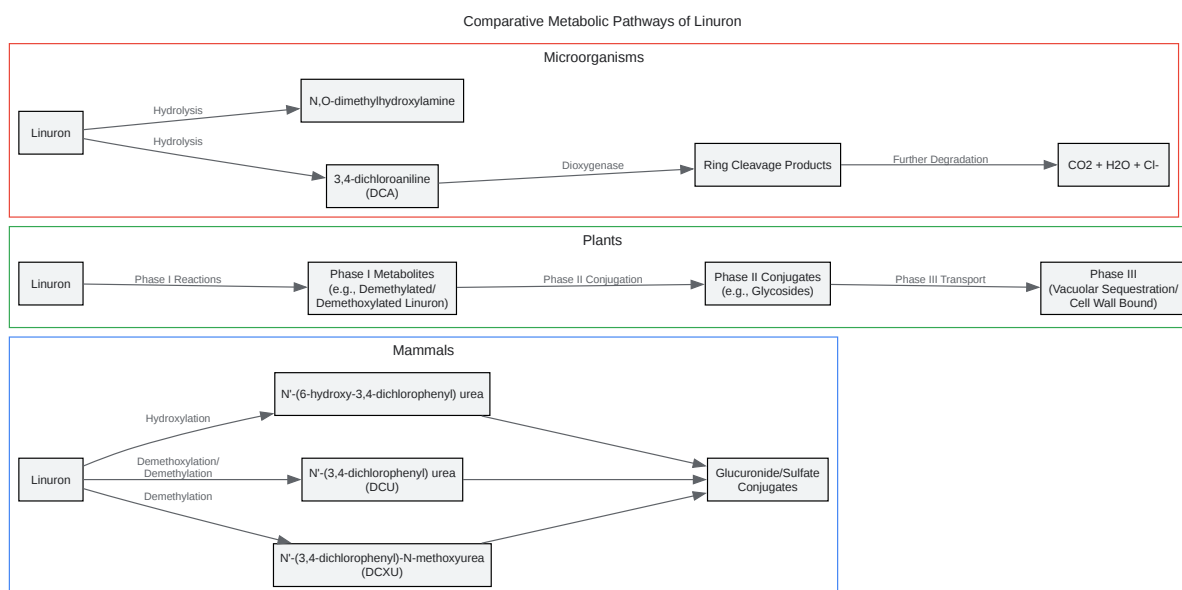 Comparative Metabolic Pathways of Linuron
Microorganisms
N,O-dimethylhydroxylamine
Hydrolysis
Linuron
Hydrolysis
Dioxygenase
Ring Cleavage Products
Further Degradation
CO2 + H2O + Cl-
3,4-dichloroaniline
(DCA)
Plants
Linuron
Phase I Reactions
Phase I Metabolites
(e.g., Demethylated/
Demethoxylated Linuron)
Phase II Conjugation
Phase II Conjugates
(e.g., Glycosides)
Phase III Transport
Phase III
(Vacuolar Sequestration/
Cell Wall Bound)
Mammals
N'-(6-hydroxy-3,4-dichlorophenyl) urea
Hydroxylation
Linuron
Demethoxylation/
Demethylation
N'-(3,4-dichlorophenyl) urea
(DCU)
Glucuronide/Sulfate
Conjugates
Demethylation
N'-(3,4-dichlorophenyl)-N-methoxyurea
(DCXU)